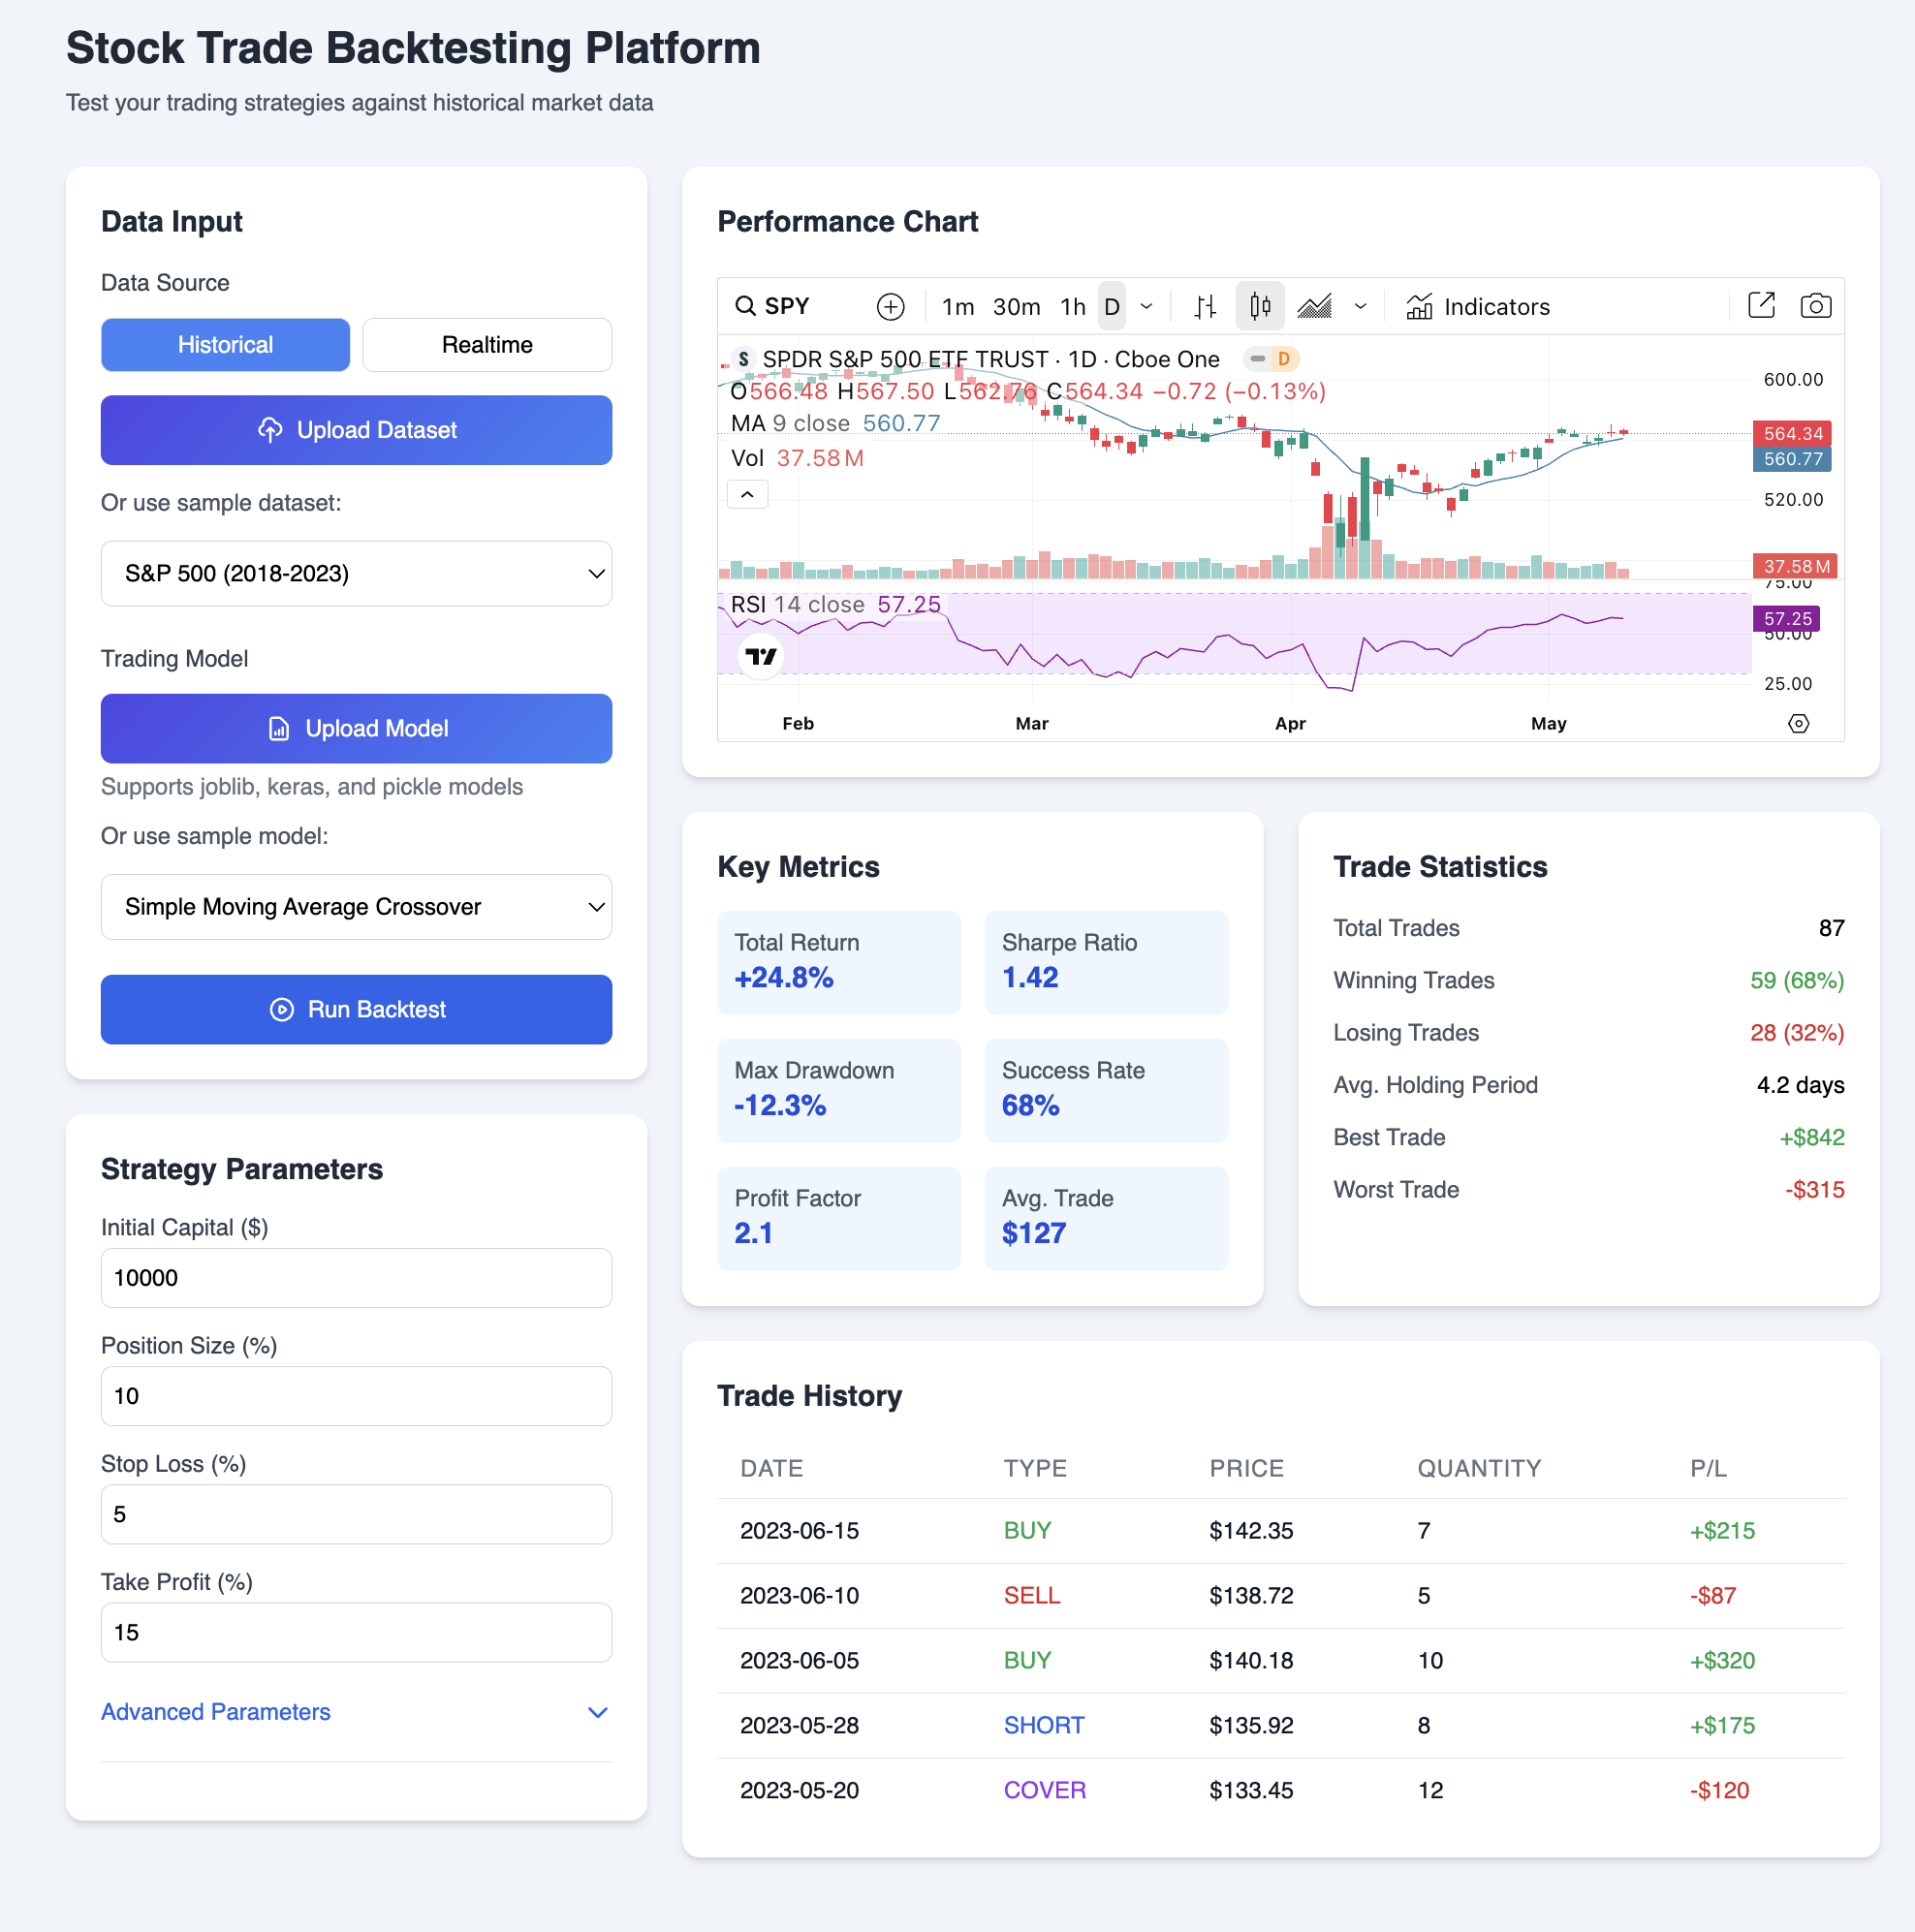 Stock Trade Backtesting Platform
Test your trading strategies against historical market data
Data Input
Data Source
Historical
Realtime
Upload Dataset
Or use sample dataset:
S&P 500 (2018-2023)
Trading Model
Upload Model
Supports joblib, keras, and pickle models
Or use sample model:
Simple Moving Average Crossover
Run Backtest
Strategy Parameters
Initial Capital ($)
10000
Position Size (%)
10
Stop Loss (%)
5
Take Profit (%)
15
Advanced Parameters
Performance Chart
SPY 1m 30m 1h D Indicators
S SPDR S&P 500 ETF TRUST · 1D · Cboe One D
O566.48 H567.50 L562.76 C564.34 −0.72 (−0.13%)
MA 9 close 560.77
Vol 37.58 M
600.00
564.34
560.77
520.00
37.58 M
75.00
RSI 14 close 57.25
57.25
50.00
25.00
Feb Mar Apr May
Key Metrics
Total Return
+24.8%
Sharpe Ratio
1.42
Max Drawdown
-12.3%
Success Rate
68%
Profit Factor
2.1
Avg. Trade
$127
Trade Statistics
Total Trades 87
Winning Trades 59 (68%)
Losing Trades 28 (32%)
Avg. Holding Period 4.2 days
Best Trade +$842
Worst Trade -$315
Trade History
DATE TYPE PRICE QUANTITY P/L
2023-06-15 BUY $142.35 7 +$215
2023-06-10 SELL $138.72 5 -$87
2023-06-05 BUY $140.18 10 +$320
2023-05-28 SHORT $135.92 8 +$175
2023-05-20 COVER $133.45 12 -$120